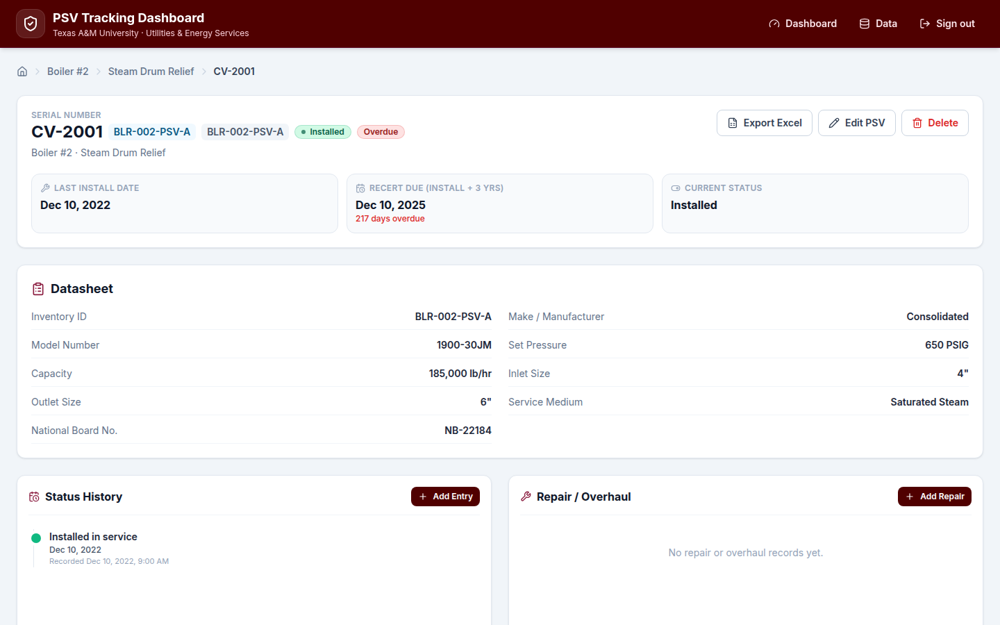 PSV Tracking Dashboard
Texas A&M University · Utilities & Energy Services
Dashboard
Data
Sign out
Boiler #2
Steam Drum Relief
CV-2001
SERIAL NUMBER
CV-2001 BLR-002-PSV-A BLR-002-PSV-A Installed Overdue
Boiler #2 · Steam Drum Relief
Export Excel
Edit PSV
Delete
LAST INSTALL DATE
Dec 10, 2022
RECERT DUE (INSTALL + 3 YRS)
Dec 10, 2025
217 days overdue
CURRENT STATUS
Installed
Datasheet
Inventory ID BLR-002-PSV-A
Make / Manufacturer Consolidated
Model Number 1900-30JM
Set Pressure 650 PSIG
Capacity 185,000 lb/hr
Inlet Size 4"
Outlet Size 6"
Service Medium Saturated Steam
National Board No. NB-22184
Status History
Add Entry
Installed in service
Dec 10, 2022
Recorded Dec 10, 2022, 9:00 AM
Repair / Overhaul
Add Repair
No repair or overhaul records yet.